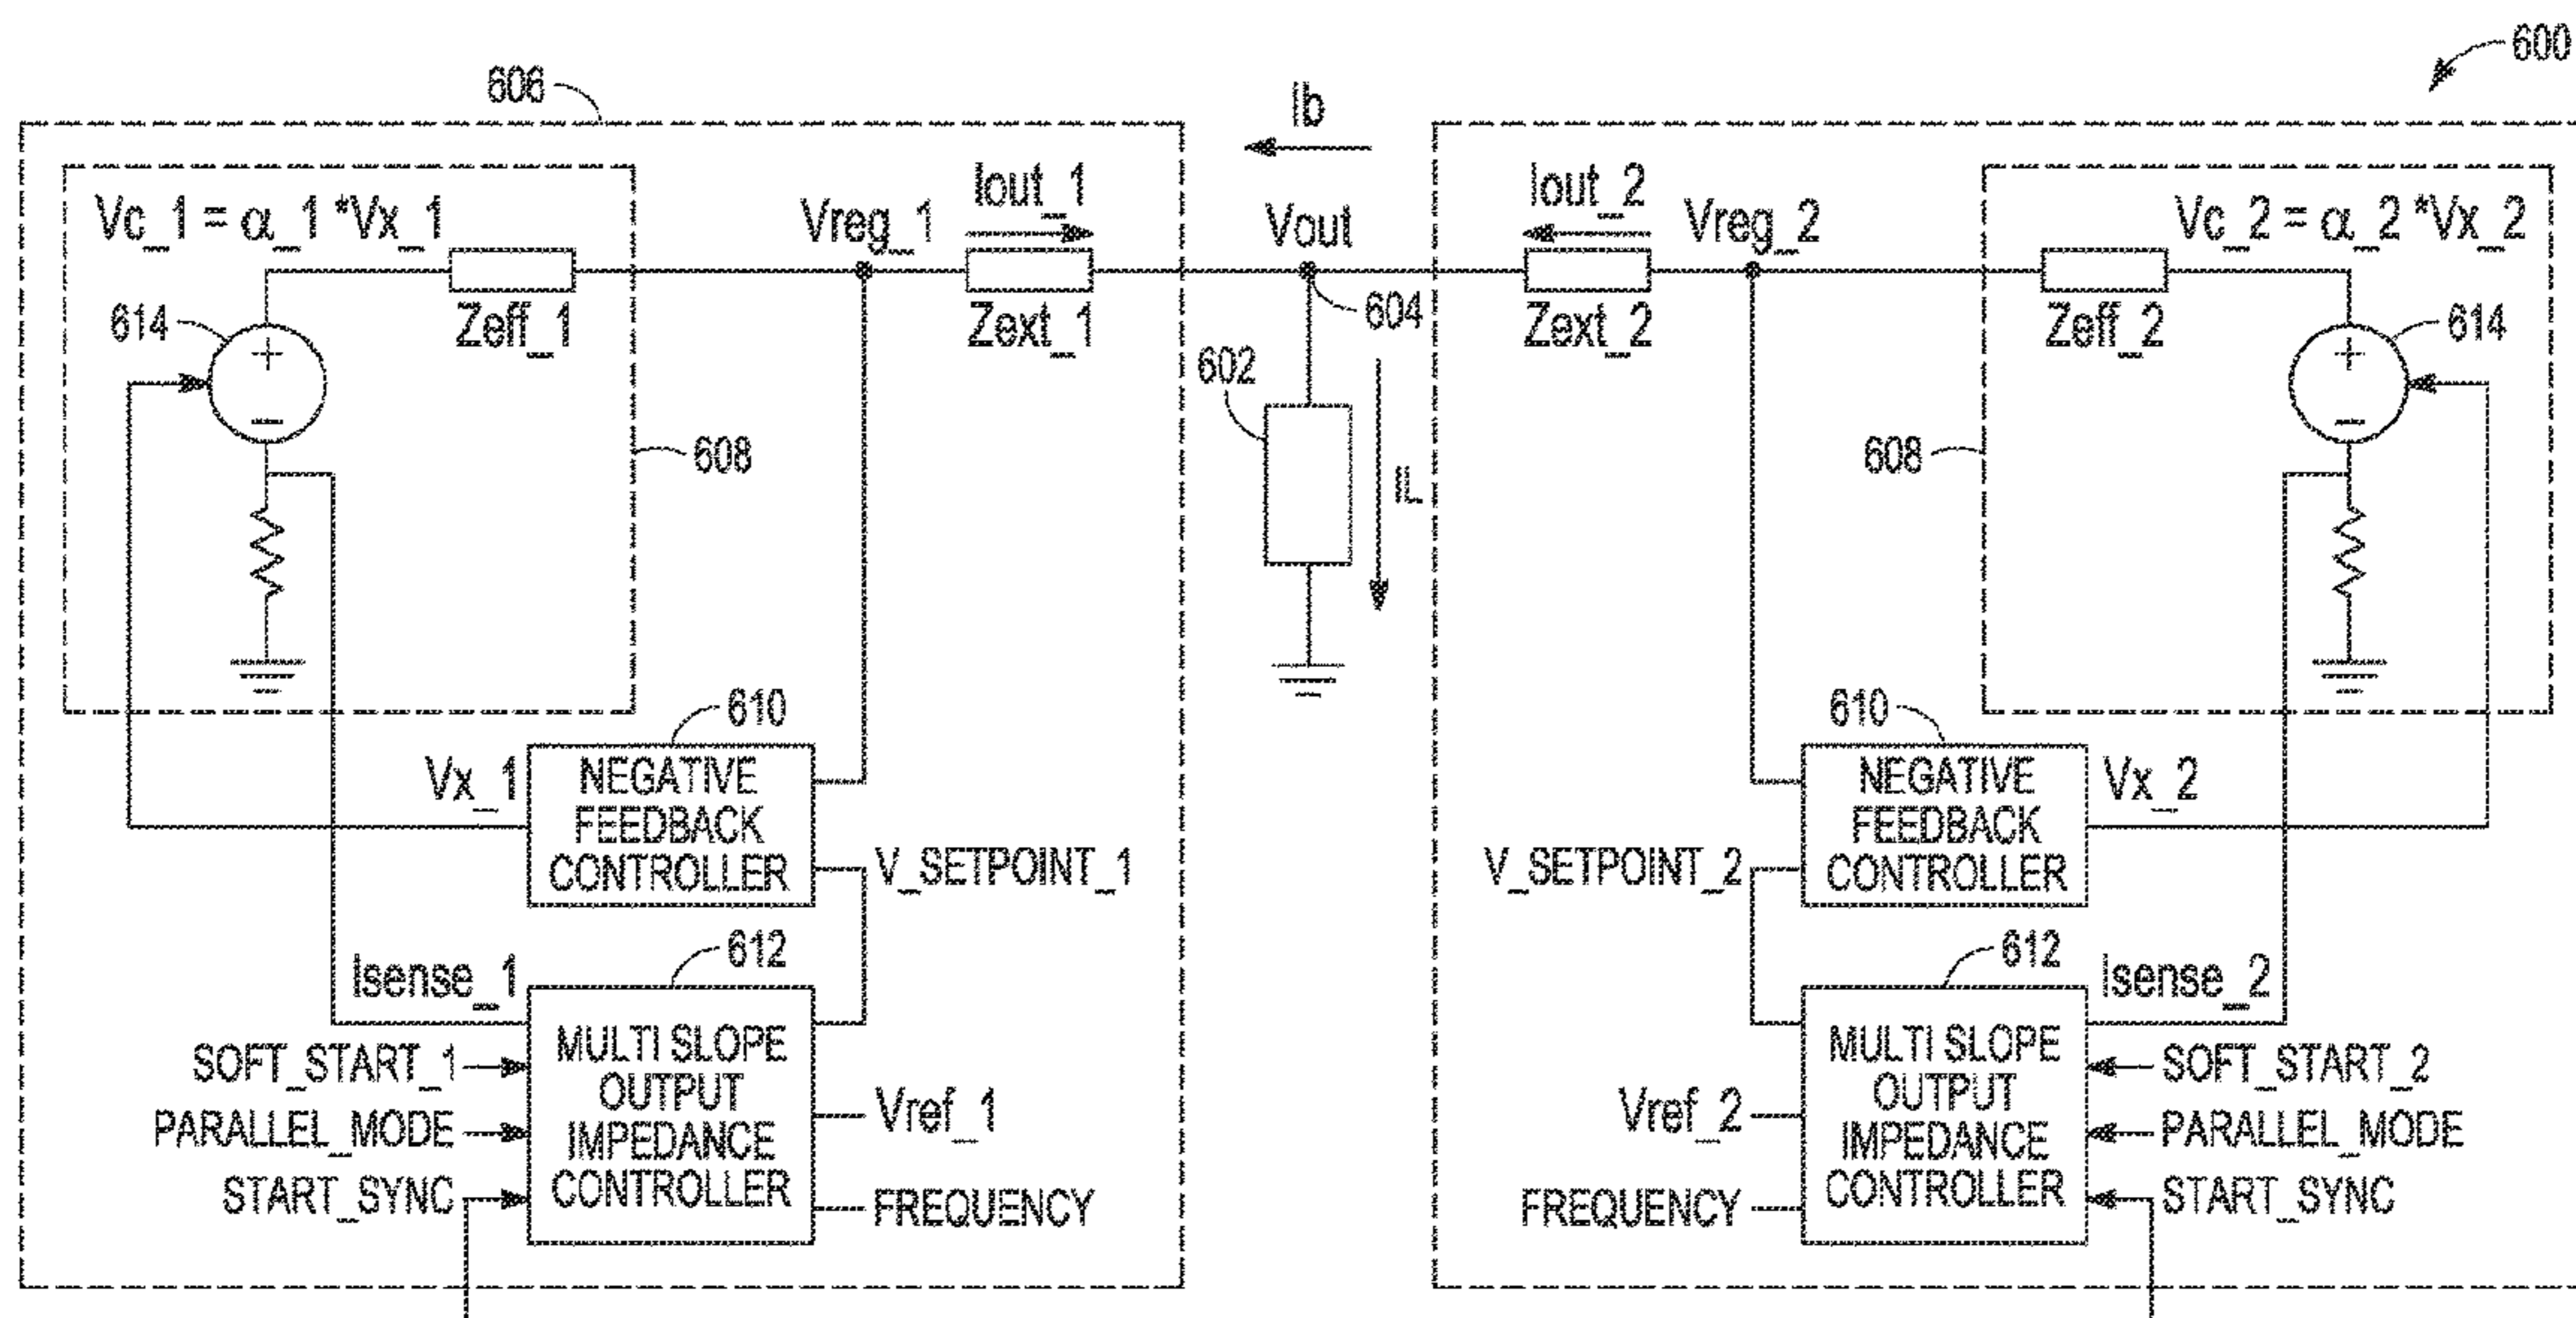 600
606
Ib
Vc_1 = α_1 *Vx_1
Vreg_1
Iout_1
Vout
Iout_2
Vreg_2
Vc_2 = α_2 *Vx_2
614
Zeff_1
Zext_1
604
Zext_2
Zeff_2
614
602
608
IL
608
610
Vx_1
NEGATIVE
FEEDBACK
CONTROLLER
V_SETPOINT_1
610
NEGATIVE
FEEDBACK
CONTROLLER
Vx_2
V_SETPOINT_2
612
Isense_1
MULTI SLOPE
OUTPUT
IMPEDANCE
CONTROLLER
SOFT_START_1
PARALLEL_MODE
START_SYNC
Vref_1
FREQUENCY
612
Isense_2
MULTI SLOPE
OUTPUT
IMPEDANCE
CONTROLLER
Vref_2
FREQUENCY
SOFT_START_2
PARALLEL_MODE
START_SYNC